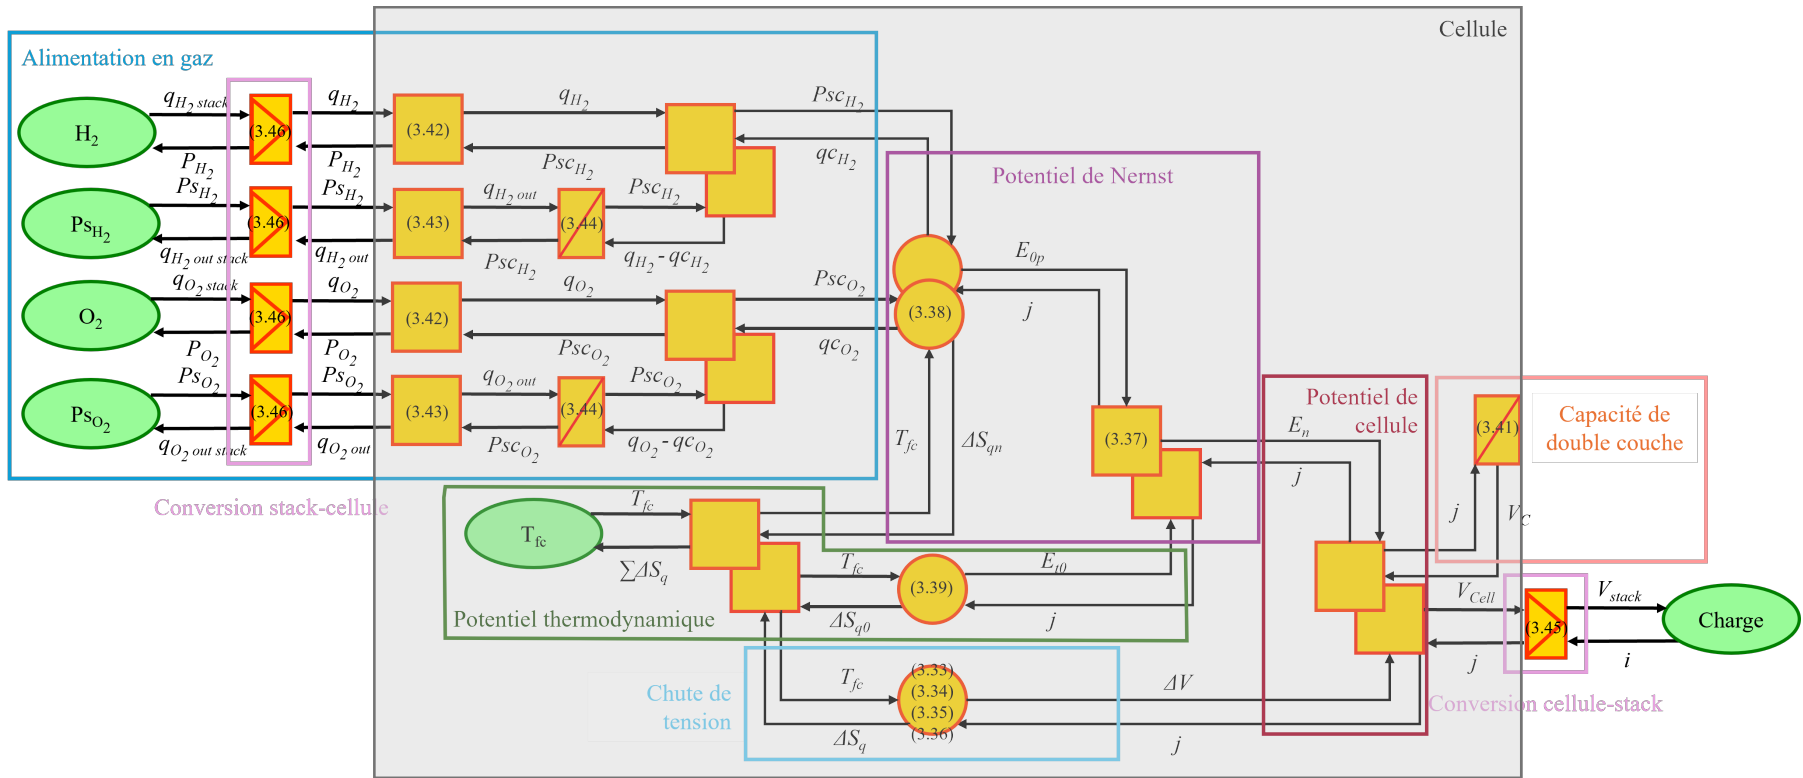 Cellule
Alimentation en gaz
H2
qH2 stack
PH2
(3.46)
qH2
PH2
(3.42)
qH2
PscH2
PscH2
qcH2
PsH2
PsH2
qH2 out stack
(3.46)
PsH2
qH2 out
(3.43)
qH2 out
PscH2
(3.44)
PscH2
qH2 - qcH2
O2
qO2 stack
PO2
(3.46)
qO2
PO2
(3.42)
qO2
PscO2
PscO2
qcO2
PsO2
PsO2
qO2 out stack
(3.46)
PsO2
qO2 out
(3.43)
qO2 out
PscO2
(3.44)
PscO2
qO2 - qcO2
Conversion stack-cellule
Potentiel de Nernst
(3.38)
E0p
j
Tfc
ΔSqn
(3.37)
En
j
Potentiel de
cellule
Capacité de
double couche
(3.41)
j
VC
Tfc
Tfc
ΣΔSq
Tfc
ΔSq0
(3.39)
Et0
j
Potentiel thermodynamique
VCell
j
(3.45)
Vstack
i
Charge
Conversion cellule-stack
Chute de
tension
Tfc
ΔSq
(3.33)
(3.34)
(3.35)
(3.36)
ΔV
j